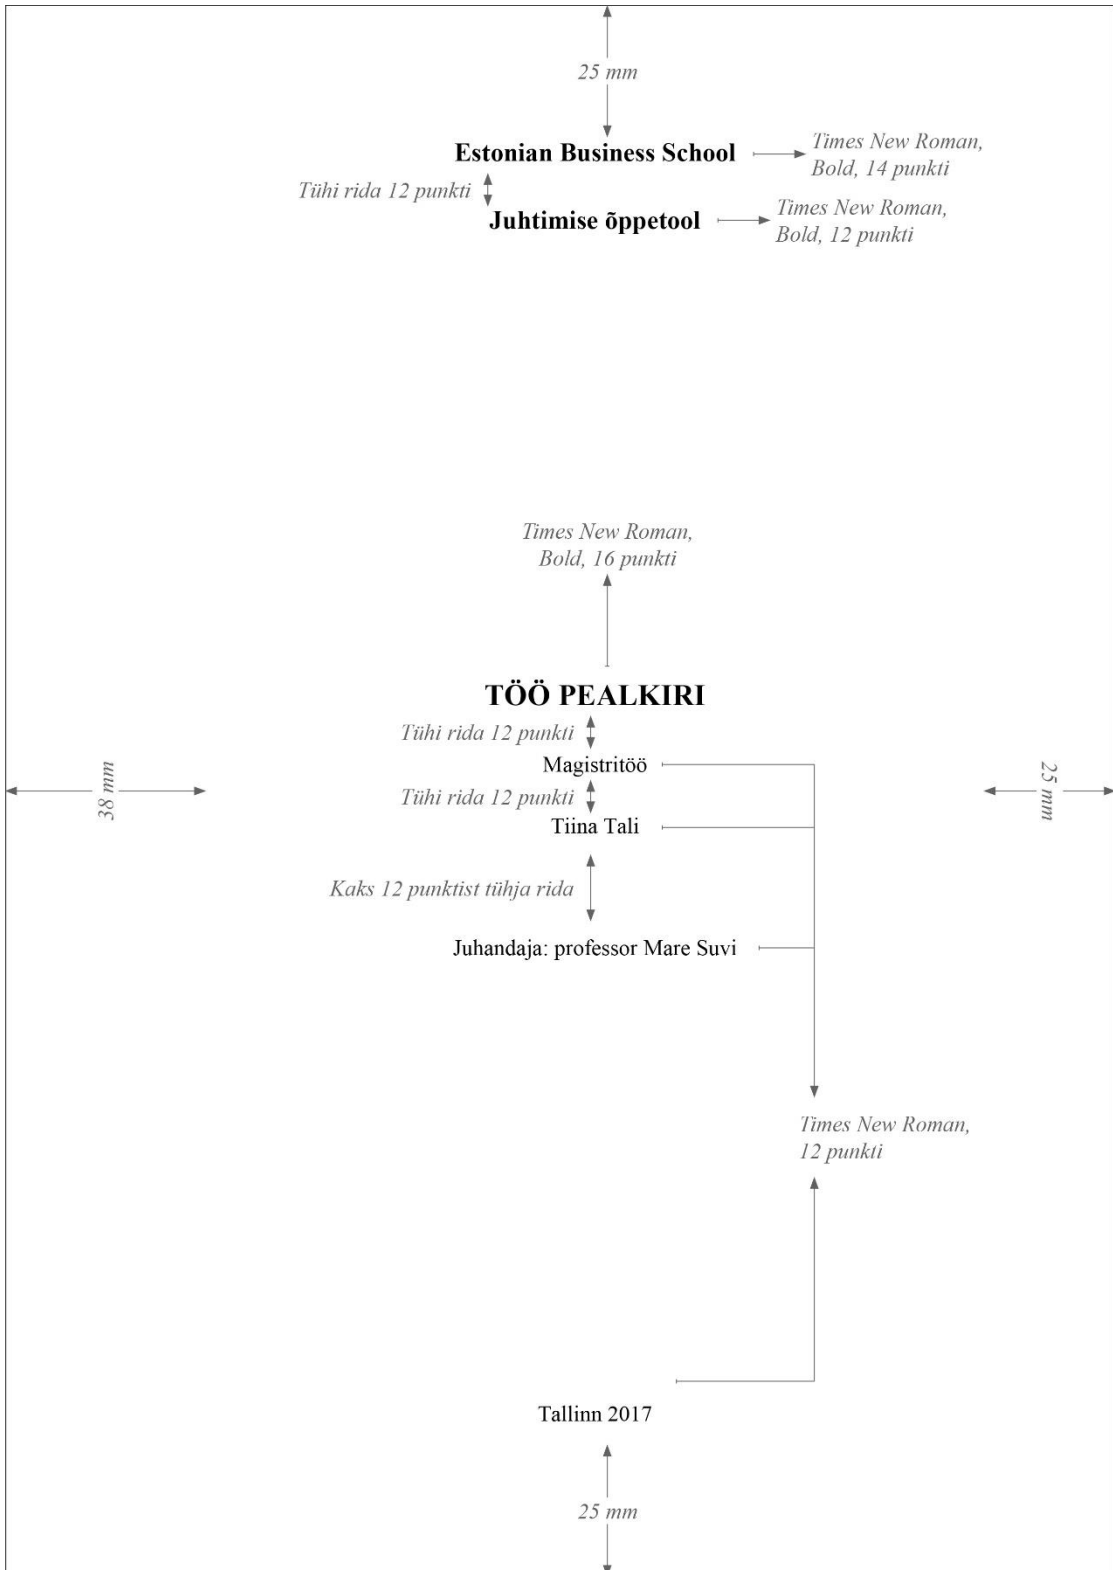 25 mm
Estonian Business School
Times New Roman,
Bold, 14 punkti
Tühi rida 12 punkti
Juhtimise õppetool
Times New Roman,
Bold, 12 punkti
Times New Roman,
Bold, 16 punkti
TÖÖ PEALKIRI
Tühi rida 12 punkti
Magistritöö
38 mm
25 mm
Tühi rida 12 punkti
Tiina Tali
Kaks 12 punktist tühja rida
Juhandaja: professor Mare Suvi
Times New Roman,
12 punkti
Tallinn 2017
25 mm